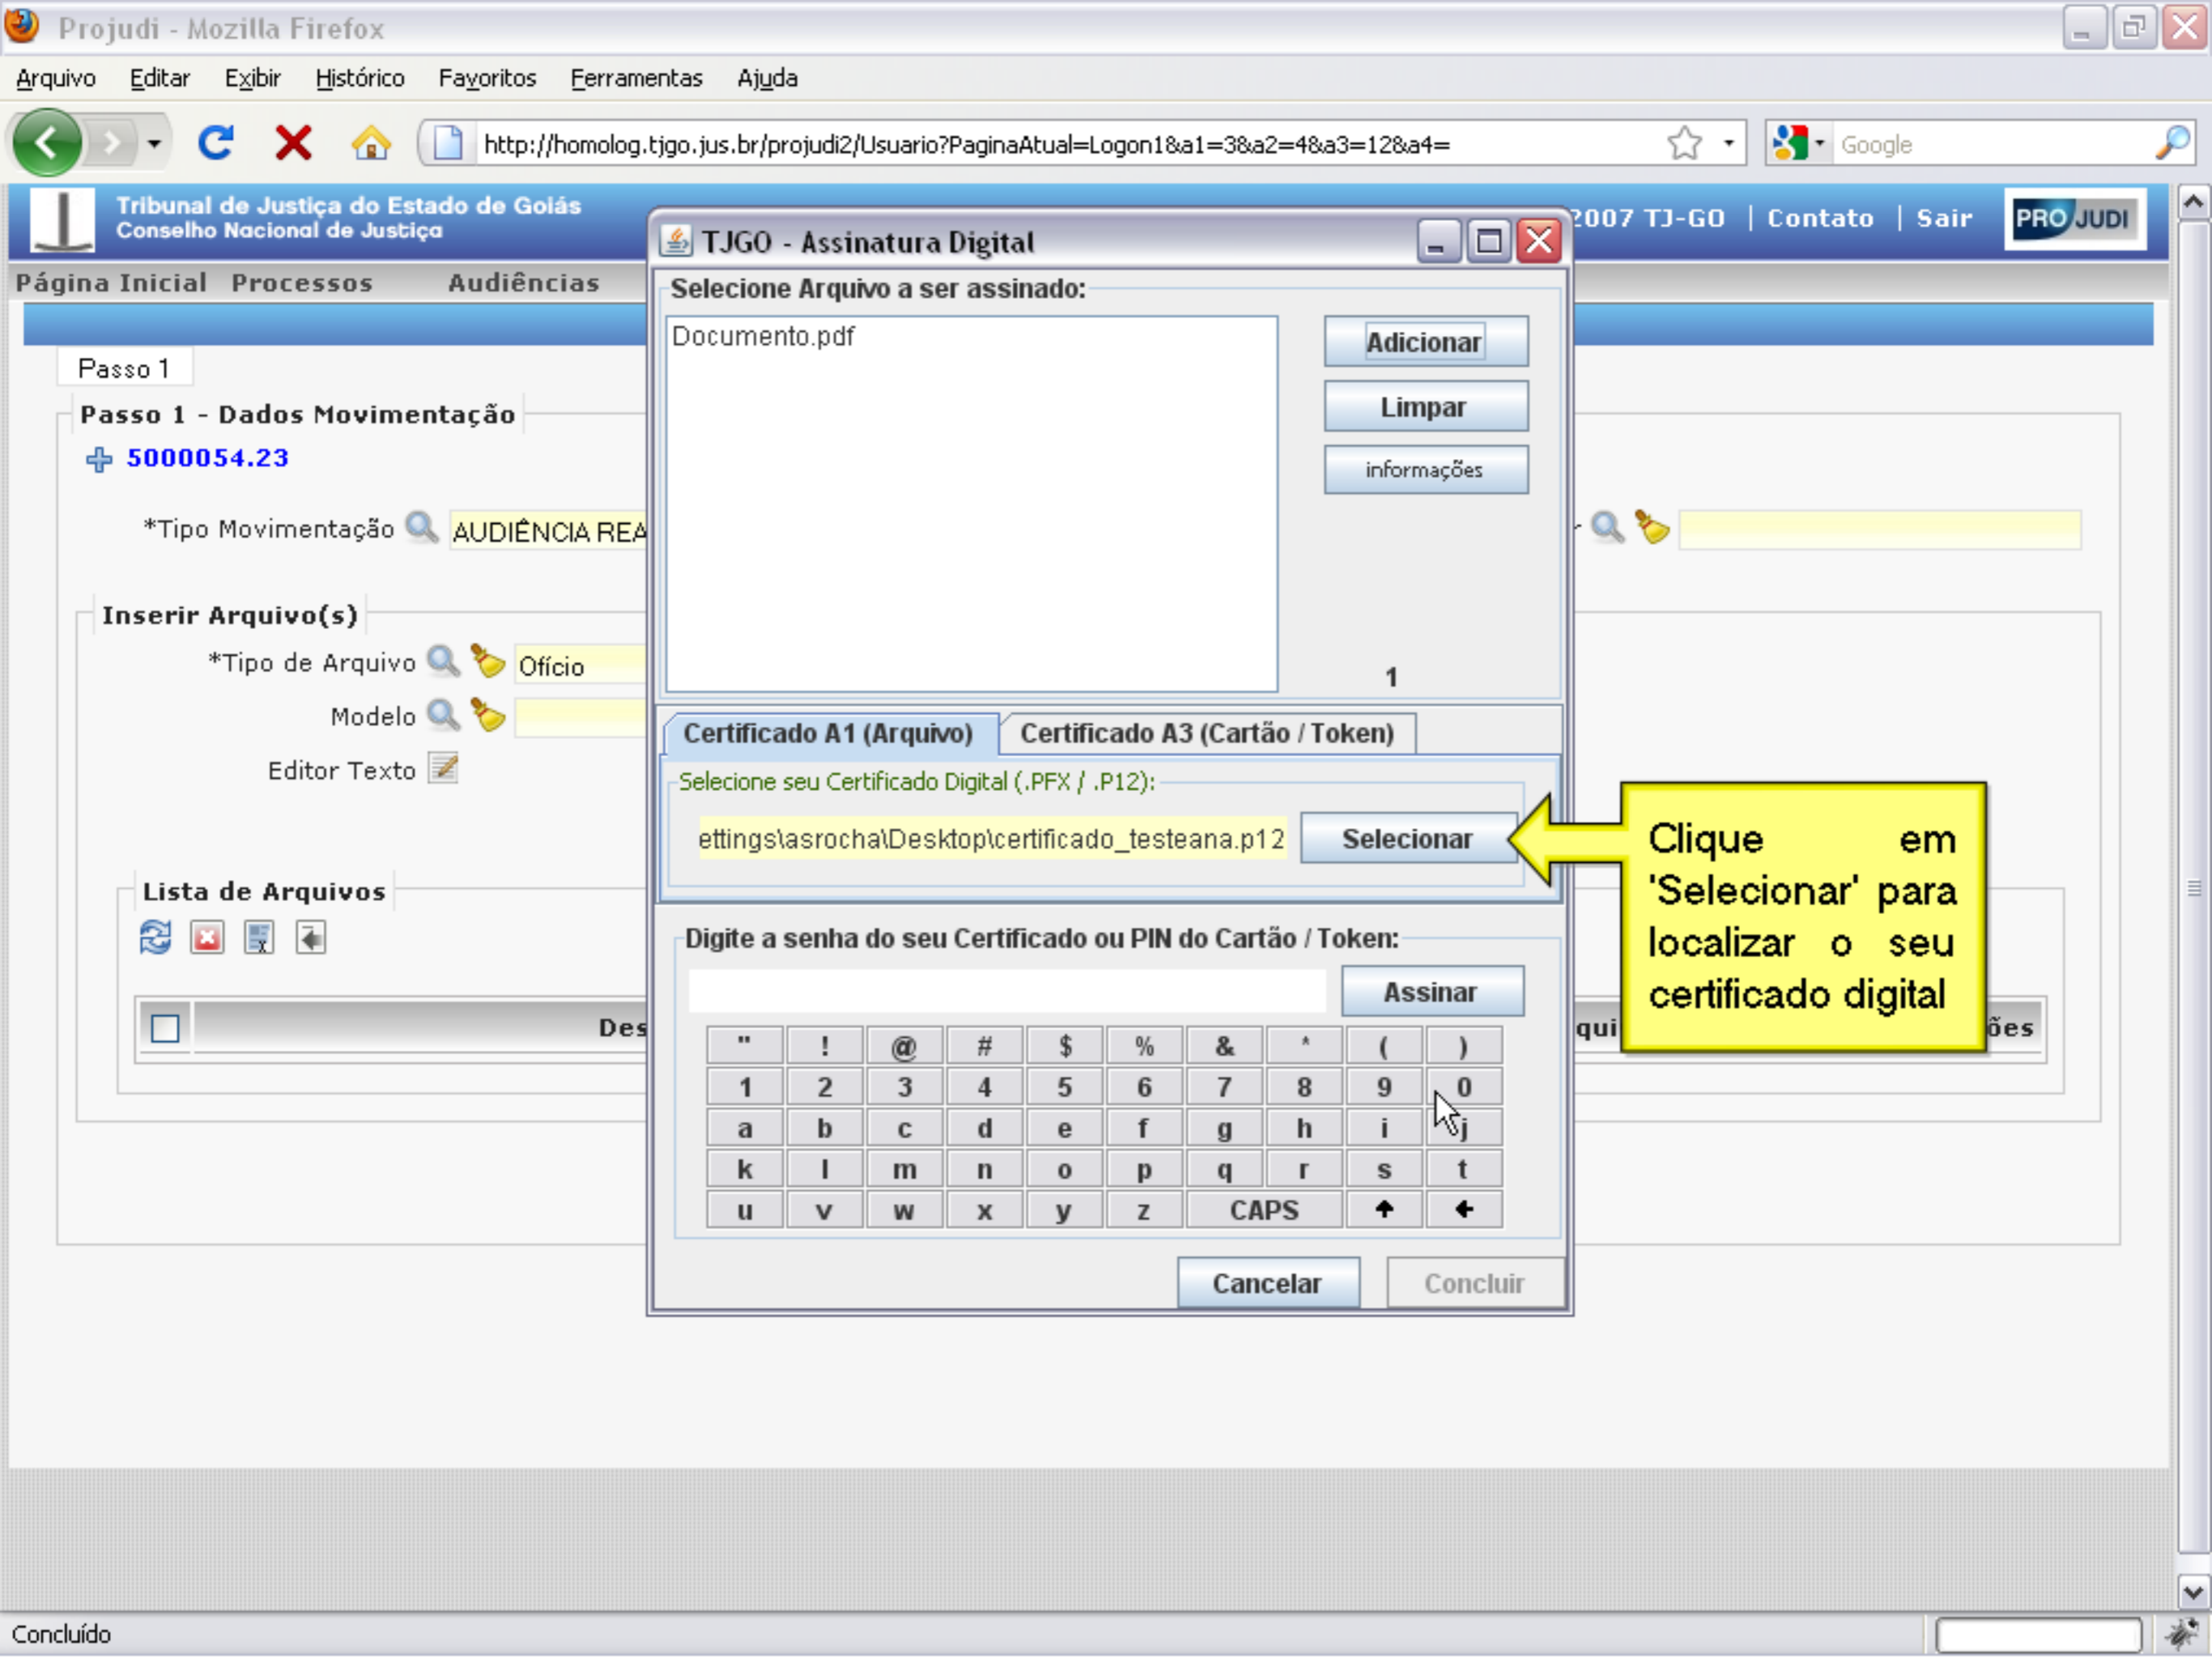 Projudi - Mozilla Firefox
Arquivo Editar Exibir Histórico Favoritos Ferramentas Ajuda
http://homolog.tjgo.jus.br/projudi2/Usuario?PaginaAtual=Logon1&a1=3&a2=4&a3=12&a4=
Google
Tribunal de Justiça do Estado de Goiás
Conselho Nacional de Justiça
2007 TJ-GO | Contato | Sair
PROJUDI
Página Inicial Processos Audiências
Passo 1
Passo 1 - Dados Movimentação
5000054.23
*Tipo Movimentação AUDIÊNCIA REA
Inserir Arquivo(s)
*Tipo de Arquivo Ofício
Modelo
Editor Texto
Lista de Arquivos
Des
qui
ões
TJGO - Assinatura Digital
Selecione Arquivo a ser assinado:
Documento.pdf
Adicionar
Limpar
informações
1
Certificado A1 (Arquivo) Certificado A3 (Cartão / Token)
Selecione seu Certificado Digital (.PFX / .P12):
ettings\asrocha\Desktop\certificado_testeana.p12 Selecionar
Digite a senha do seu Certificado ou PIN do Cartão / Token:
Assinar
" ! @ # $ % & * ( )
1 2 3 4 5 6 7 8 9 0
a b c d e f g h i j
k l m n o p q r s t
u v w x y z CAPS
Cancelar Concluir
Clique em
'Selecionar' para
localizar o seu
certificado digital
Concluído